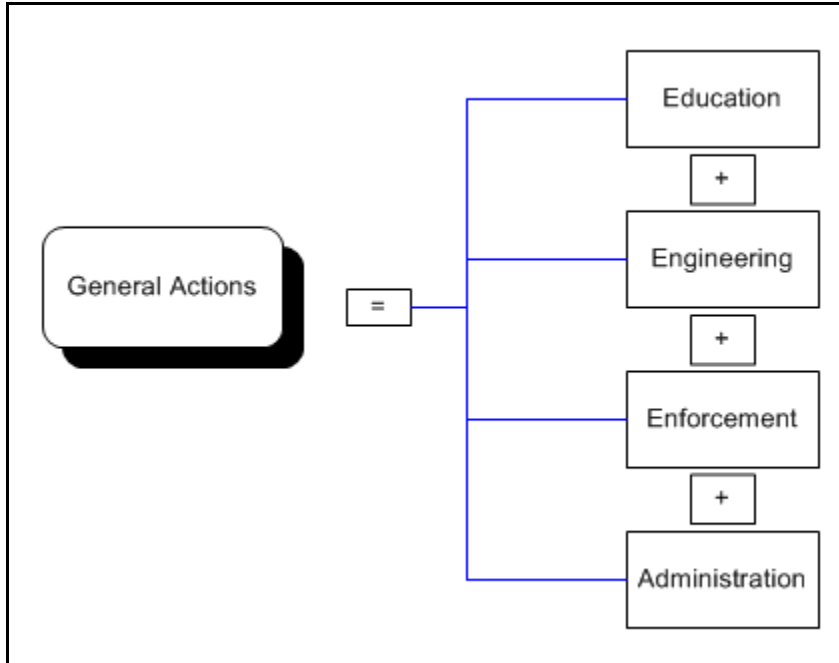 General Actions
=
Education
+
Engineering
+
Enforcement
+
Administration